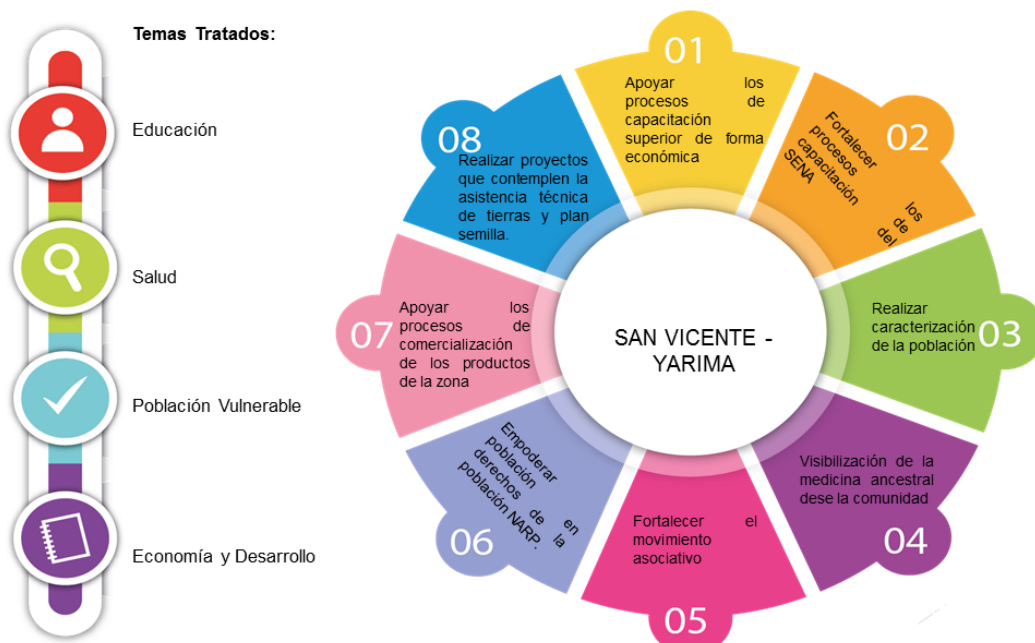 Temas Tratados:
Educación
Salud
Población Vulnerable
Economía y Desarrollo
SAN VICENTE -
YARIMA
01
Apoyar los
procesos de
capacitación
superior de forma
económica
02
Fortalecer los
procesos de
capacitación del
SENA
03
Realizar
caracterización
de la población
04
Visibilización de la
medicina ancestral
dese la comunidad
05
Fortalecer el
movimiento
asociativo
06
Empoderar
población en
derechos de la
población NARP.
07
Apoyar los
procesos de
comercialización
de los productos
de la zona
08
Realizar proyectos
que contemplen la
asistencia técnica
de tierras y plan
semilla.